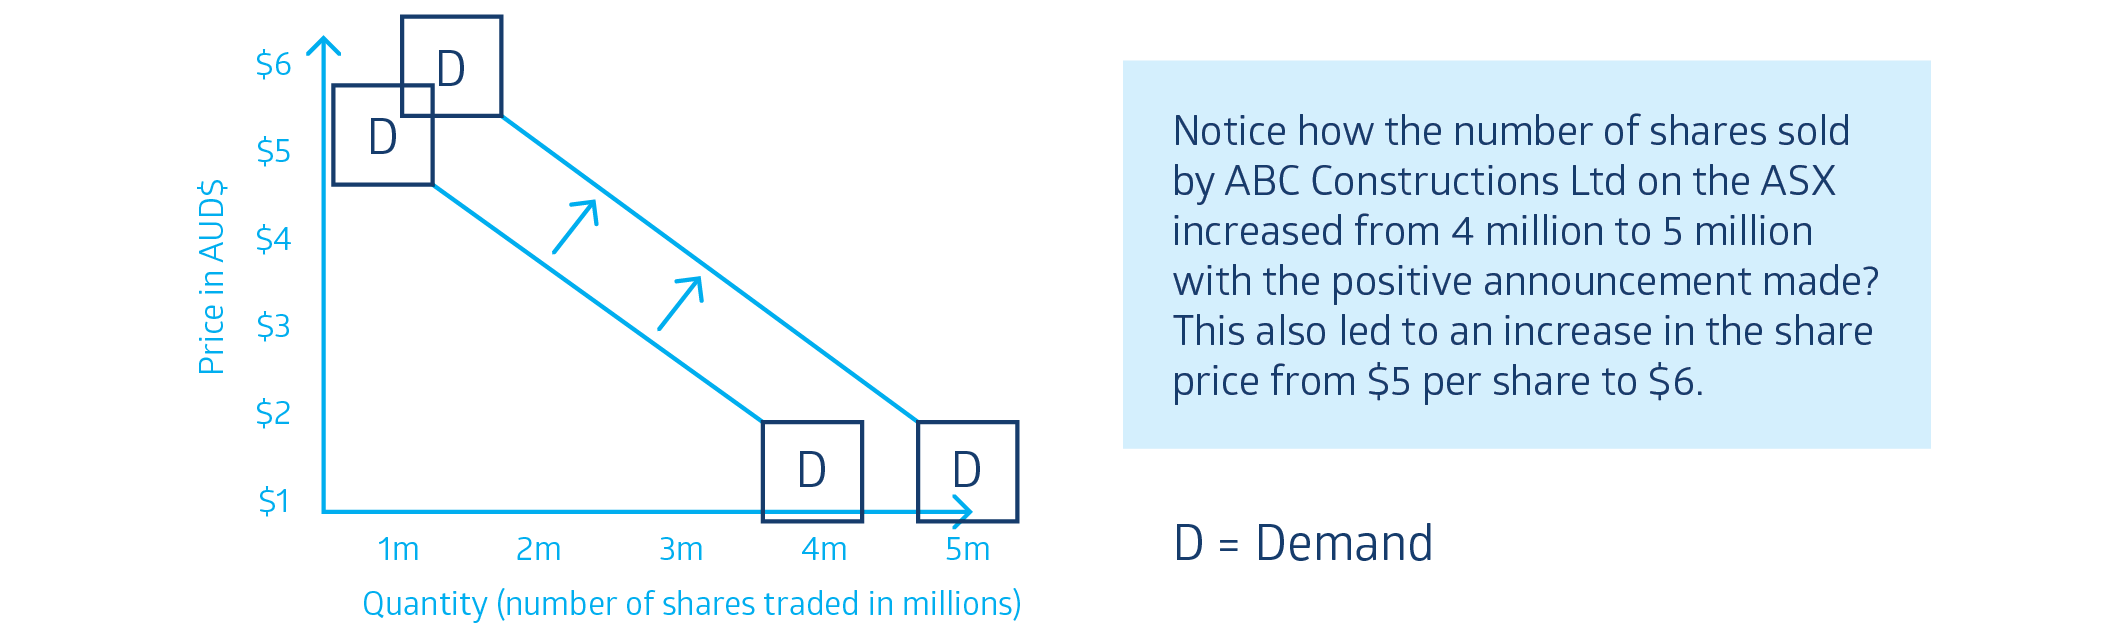 D
$6
D
$5
Price in AUD$
$4
$3
$2
D
D
$1
1m 2m 3m 4m 5m
Quantity (number of shares traded in millions)
Notice how the number of shares sold
by ABC Constructions Ltd on the ASX
increased from 4 million to 5 million
with the positive announcement made?
This also led to an increase in the share
price from $5 per share to $6.
D = Demand